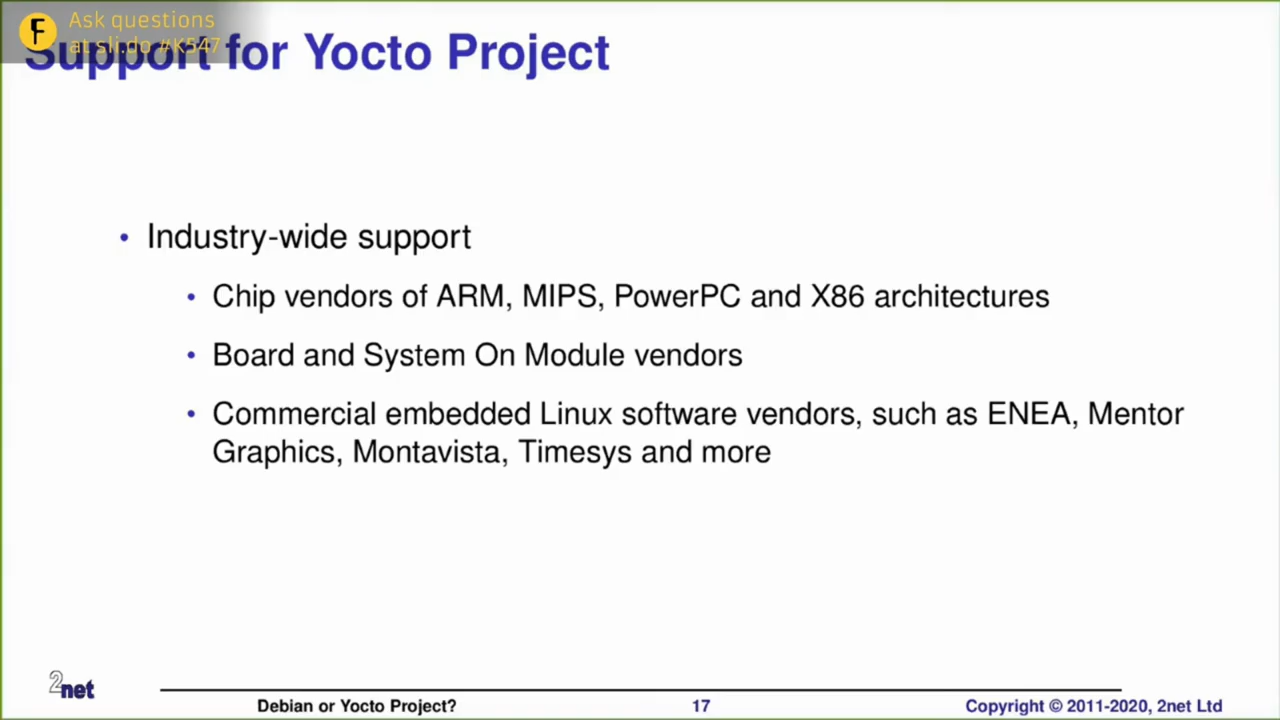 Ask questions
at sli.do #K547
Support for Yocto Project
• Industry-wide support
• Chip vendors of ARM, MIPS, PowerPC and X86 architectures
• Board and System On Module vendors
• Commercial embedded Linux software vendors, such as ENEA, Mentor
Graphics, Montavista, Timesys and more
2net
Debian or Yocto Project?
17
Copyright © 2011-2020, 2net Ltd